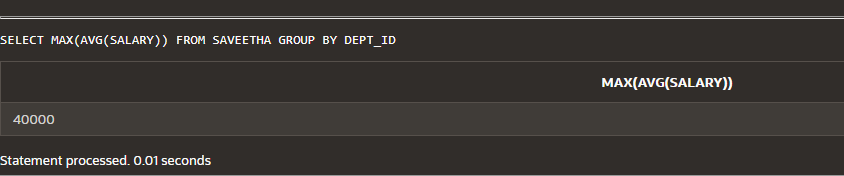 SELECT MAX(AVG(SALARY)) FROM SAVEETHA GROUP BY DEPT_ID
MAX(AVG(SALARY))
40000
Statement processed. 0.01 seconds